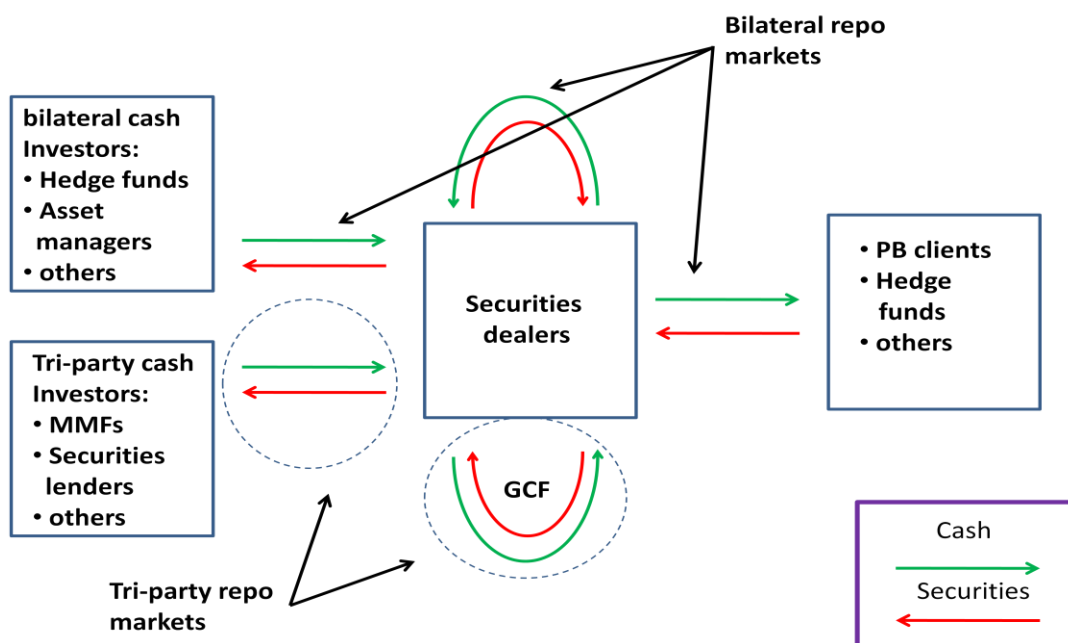 Bilateral repo
markets
bilateral cash
Investors:
• Hedge funds
• Asset
managers
• others
Securities
dealers
• PB clients
• Hedge
funds
• others
Tri-party cash
Investors:
• MMFs
• Securities
lenders
• others
GCF
Tri-party repo
markets
Cash
Securities